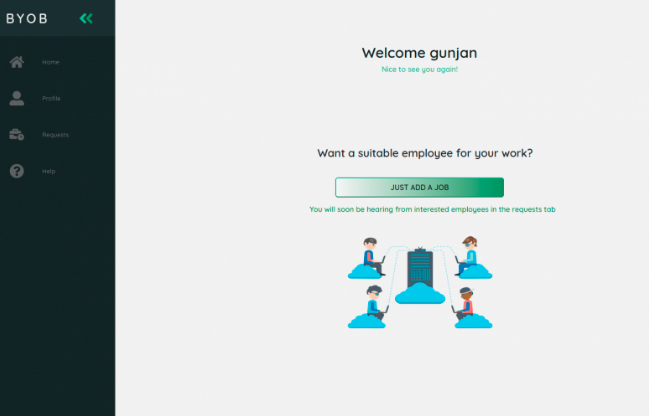 BYOB
Home
Profile
Requests
Help
Welcome gunjan
Nice to see you again!
Want a suitable employee for your work?
JUST ADD A JOB
You will soon be hearing from interested employees in the requests tab